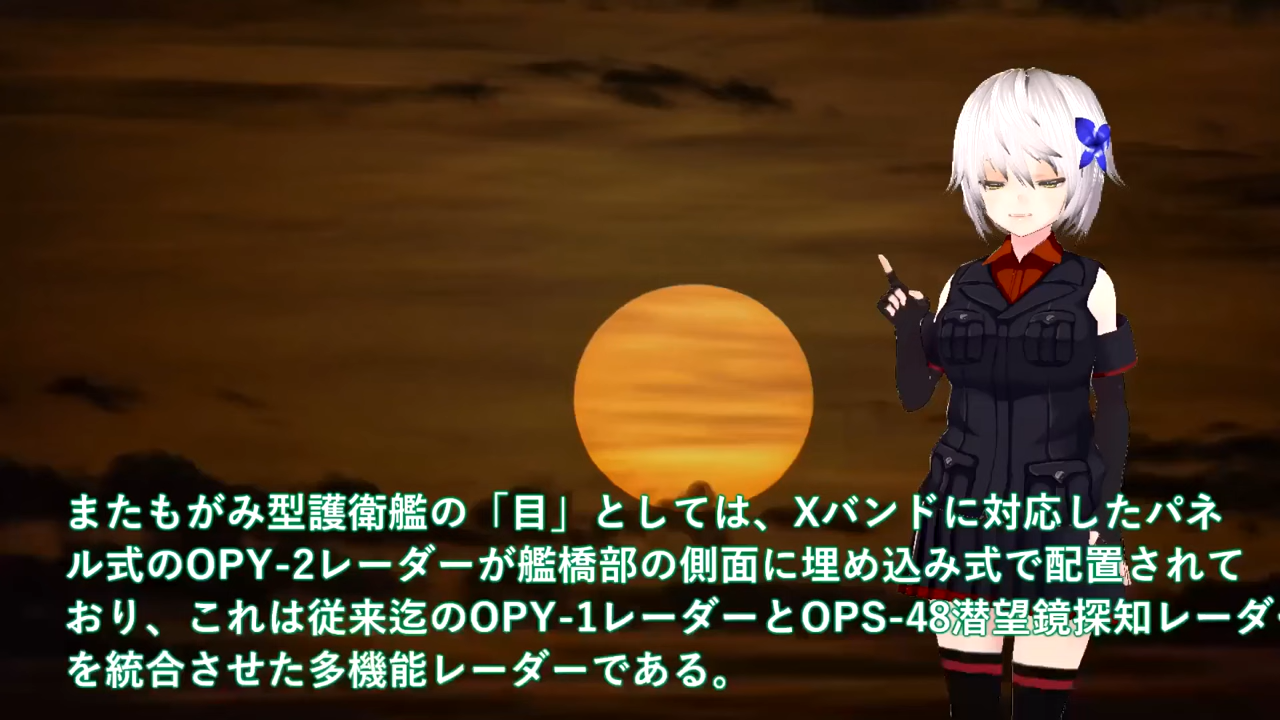 またもがみ型護衛艦の「目」としては、Xバンドに対応したパネ
ル式のOPY-2レーダーが艦橋部の側面に埋め込み式で配置されて
おり、これは従来迄のOPY-1レーダーとOPS-48潜望鏡探知レーダー
を統合させた多機能レーダーである。